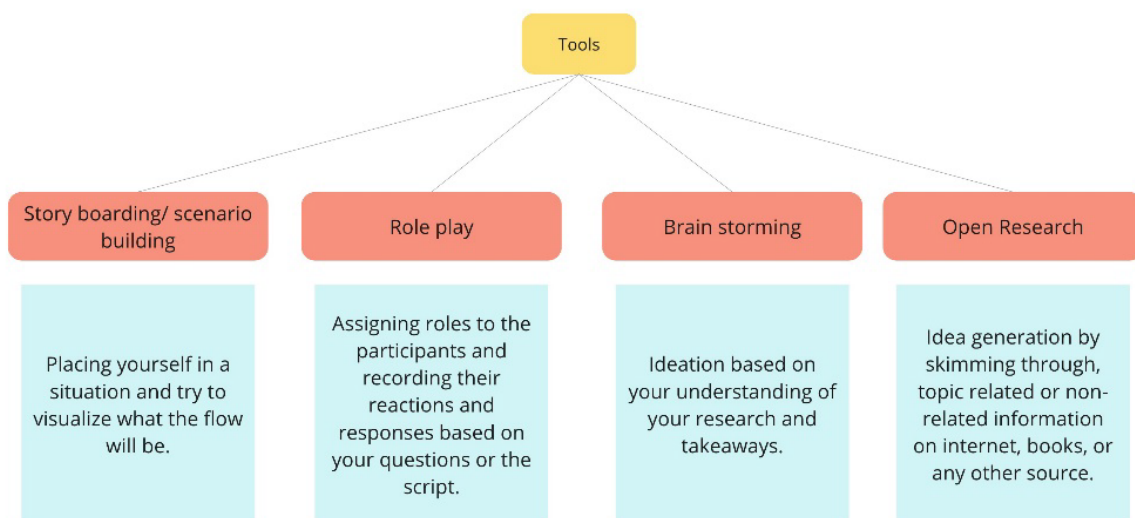 Tools
Story boarding/ scenario
building
Role play
Brain storming
Open Research
Placing yourself in a
situation and try to
visualize what the flow
will be.
Assigning roles to the
participants and
recording their
reactions and
responses based on
your questions or the
script.
Ideation based on
your understanding of
your research and
takeaways.
Idea generation by
skimming through,
topic related or non-
related information
on internet, books, or
any other source.